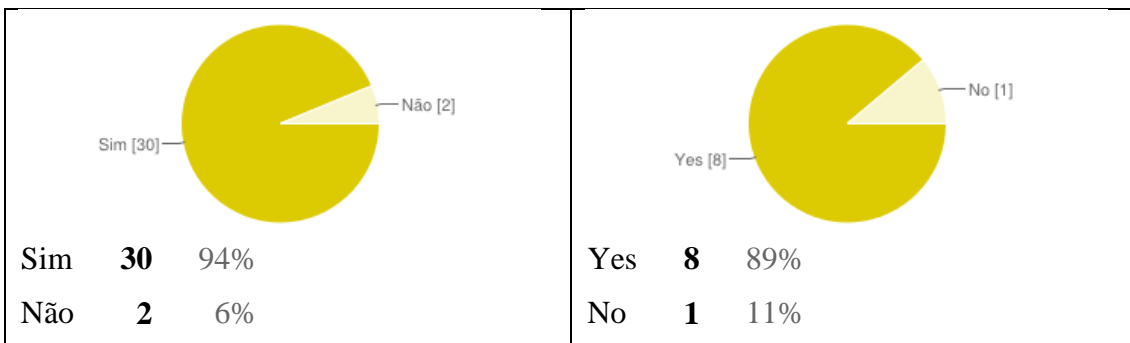 Não [2]
Sim [30]
Sim 30 94%
Não 2 6%
No [1]
Yes [8]
Yes 8 89%
No 1 11%